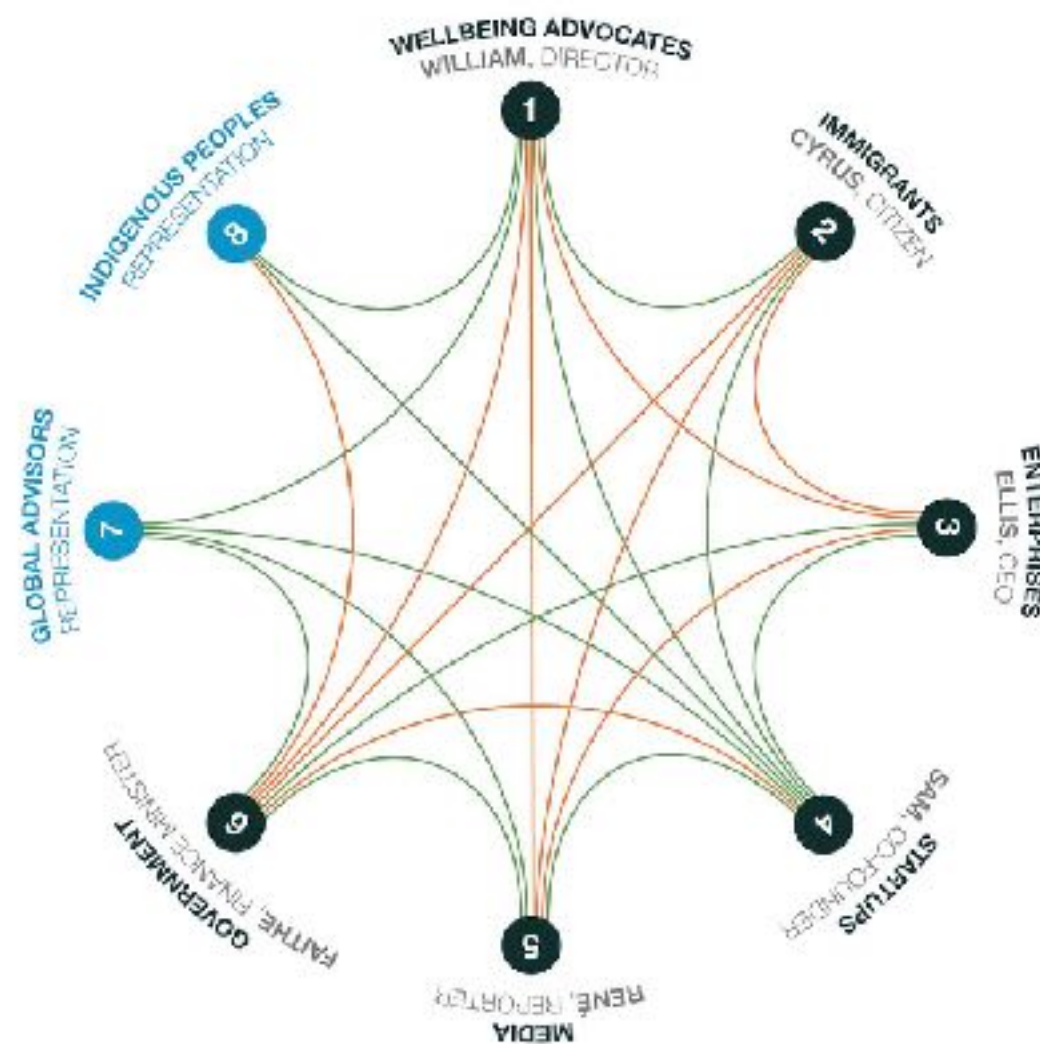 WELLBEING ADVOCATES
WILLIAM, DIRECTOR
1
IMMIGRANTS
CYRUS, CITIZEN
2
ENTERPRISES
ELLIS, CEO
3
STARTUPS
SAM, CO-FOUNDER
4
MEDIA
RENÉ, REPORTER
5
GOVERNMENT
FAITHE, FINANCE MINISTER
6
GLOBAL ADVISORS
REPRESENTATION
7
INDIGENOUS PEOPLES
REPRESENTATION
8